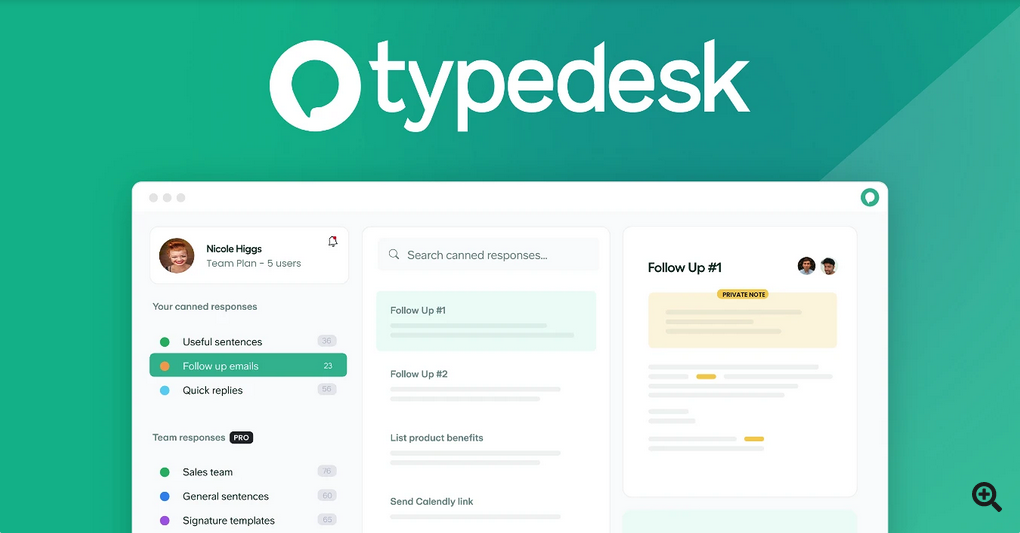 typedesk
Nicole Higgs
Team Plan - 5 users
Your canned responses
Useful sentences 36
Follow up emails 23
Quick replies 56
Team responses PRO
Sales team 76
General sentences 60
Signature templates 65
Search canned responses...
Follow Up #1
Follow Up #2
List product benefits
Send Calendly link
Follow Up #1
PRIVATE NOTE